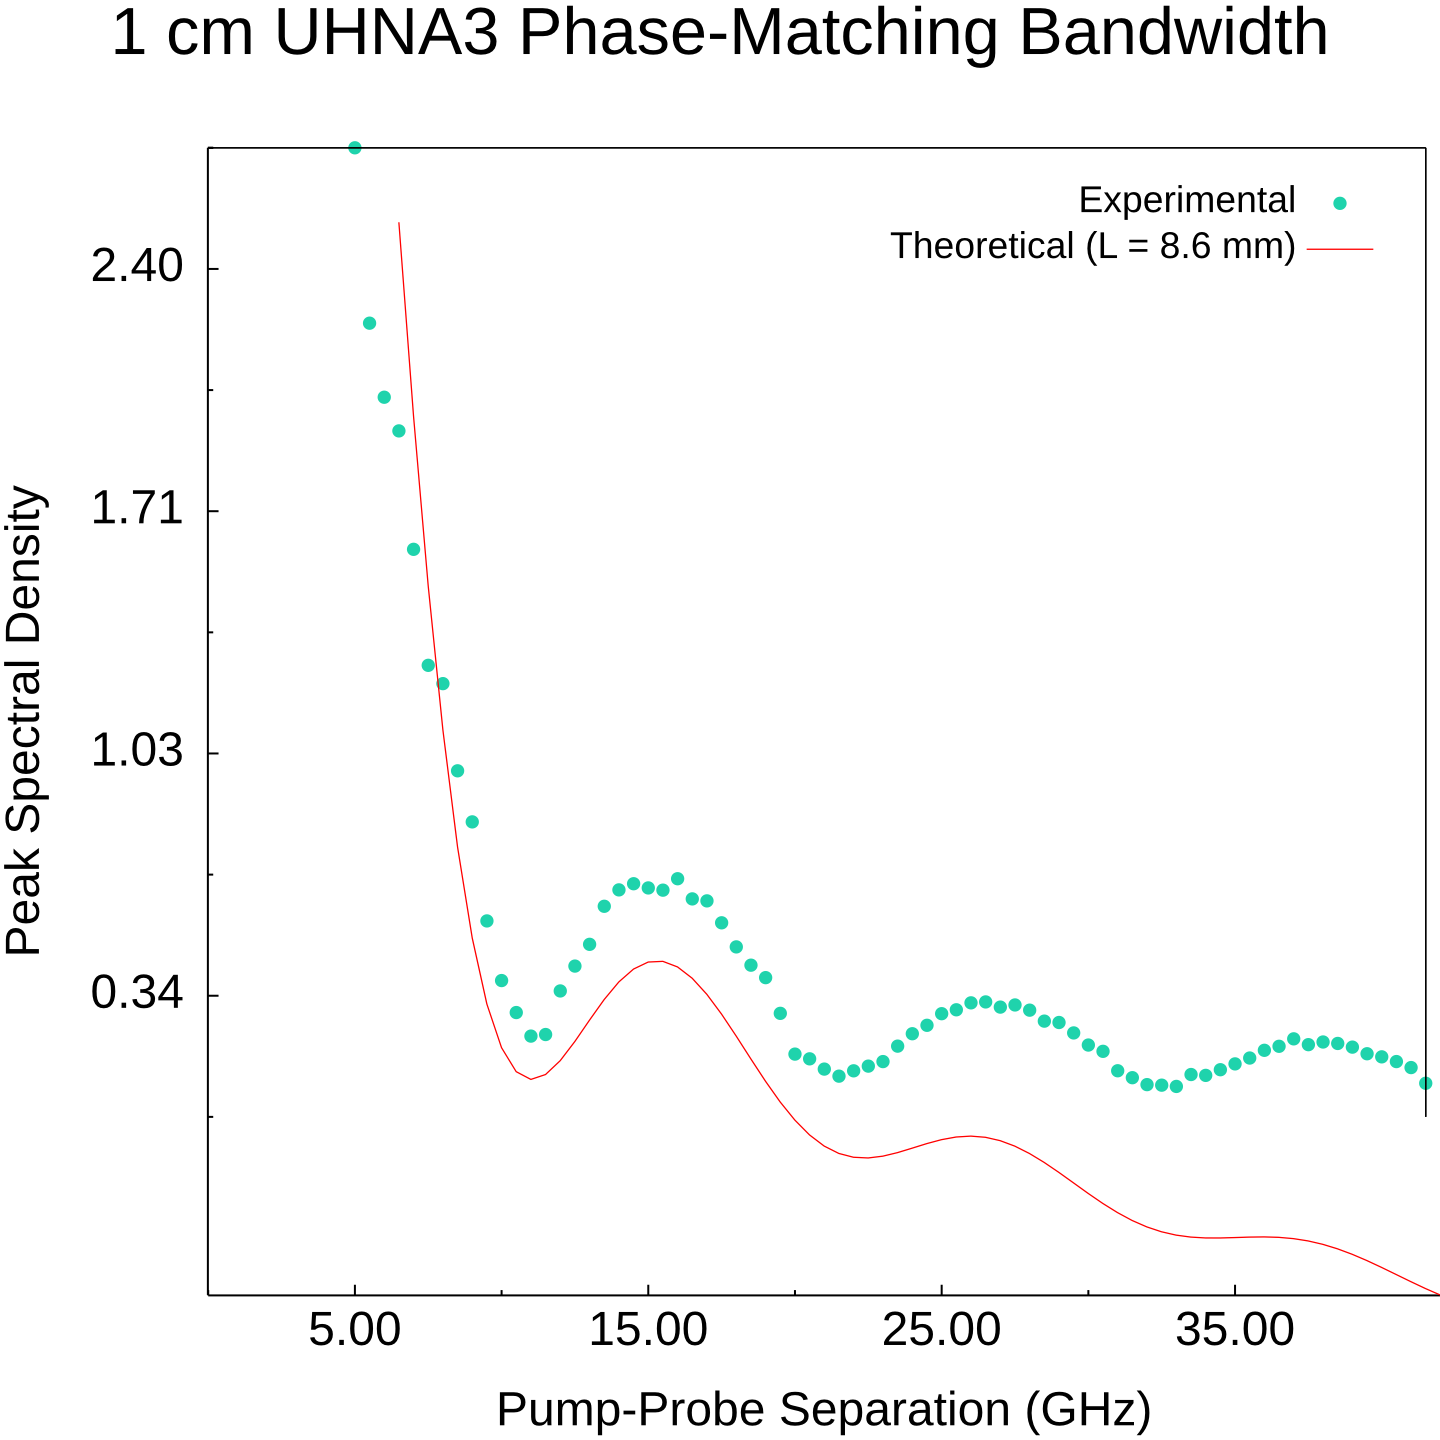 1 cm UHNA3 Phase-Matching Bandwidth
Experimental
Theoretical (L = 8.6 mm)
2.40
1.71
1.03
0.34
Peak Spectral Density
5.00 15.00 25.00 35.00
Pump-Probe Separation (GHz)